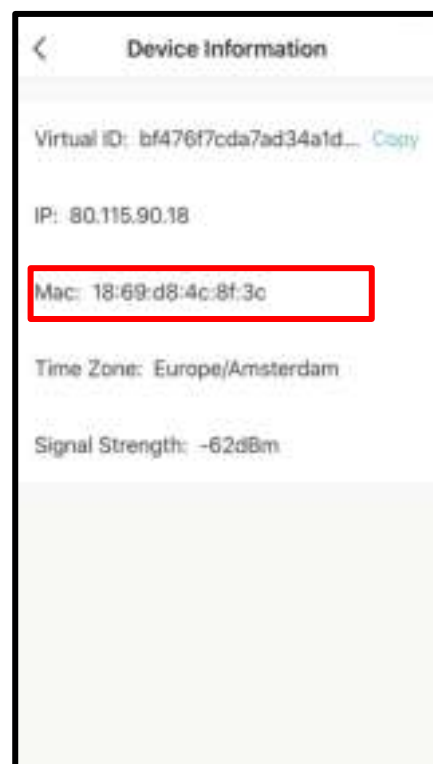 Device Information
Virtual ID: bf476f7cda7ad34a1d... Copy
IP: 80.115.90.18
Mac: 18:69:d8:4c:8f:3c
Time Zone: Europe/Amsterdam
Signal Strength: -62dBm